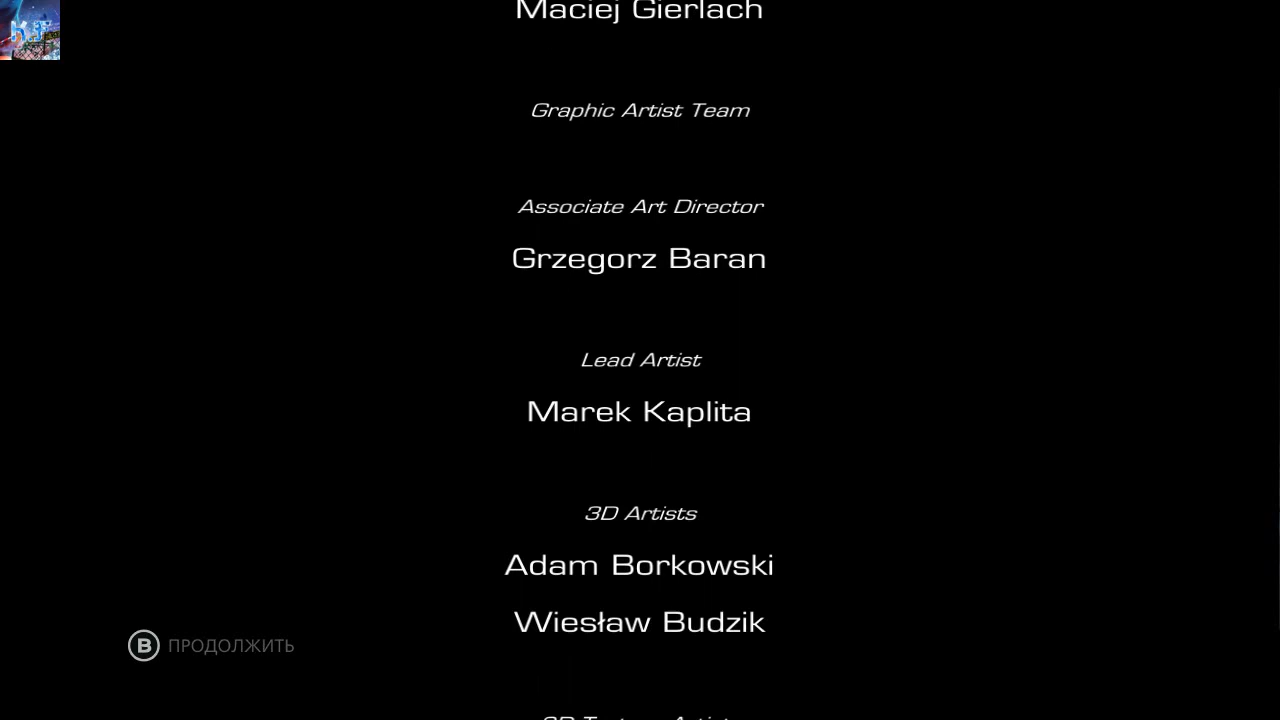 Maciej Gierlach
Graphic Artist Team
Associate Art Director
Grzegorz Baran
Lead Artist
Marek Kaplita
3D Artists
Adam Borkowski
Wiesław Budzik
B ПРОДОЛЖИТЬ